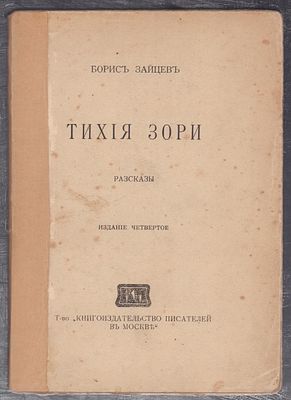 БОРИСЪ ЗАЙЦЕВЪ
ТИХІЯ ЗОРИ
РАЗСКАЗЫ
ИЗДАНІЕ ЧЕТВЕРТОЕ
Т-во „КНИГОИЗДАТЕЛЬСТВО ПИСАТЕЛЕЙ
ВЪ МОСКВѢ“